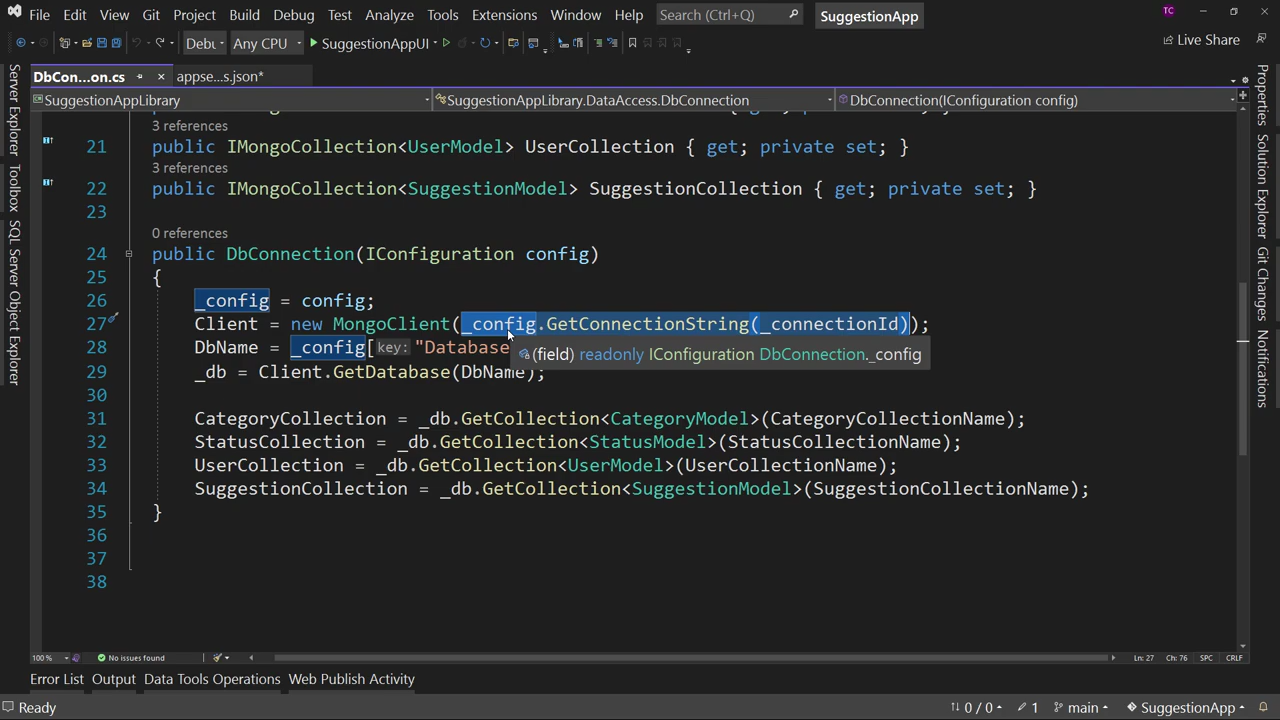 File Edit View Git Project Build Debug Test Analyze Tools Extensions Window Help Search (Ctrl+Q) SuggestionApp TC
Debu Any CPU SuggestionAppUI Live Share
DbCon...on.cs appse...s.json*
SuggestionAppLibrary SuggestionAppLibrary.DataAccess.DbConnection DbConnection(IConfiguration config)
3 references
21 public IMongoCollection<UserModel> UserCollection { get; private set; }
3 references
22 public IMongoCollection<SuggestionModel> SuggestionCollection { get; private set; }
23
0 references
24 public DbConnection(IConfiguration config)
25 {
26 _config = config;
27 Client = new MongoClient(_config.GetConnectionString(_connectionId));
28 DbName = _config[key: "Database
(field) readonly IConfiguration DbConnection._config
29 _db = Client.GetDatabase(DbName);
30
31 CategoryCollection = _db.GetCollection<CategoryModel>(CategoryCollectionName);
32 StatusCollection = _db.GetCollection<StatusModel>(StatusCollectionName);
33 UserCollection = _db.GetCollection<UserModel>(UserCollectionName);
34 SuggestionCollection = _db.GetCollection<SuggestionModel>(SuggestionCollectionName);
35 }
36
37
38
Server Explorer
Toolbox
SQL Server Object Explorer
Properties
Solution Explorer
Git Changes
Notifications
100 % No issues found Ln: 27 Ch: 76 SPC CRLF
Error List Output Data Tools Operations Web Publish Activity
Ready 0 / 0 1 main SuggestionApp